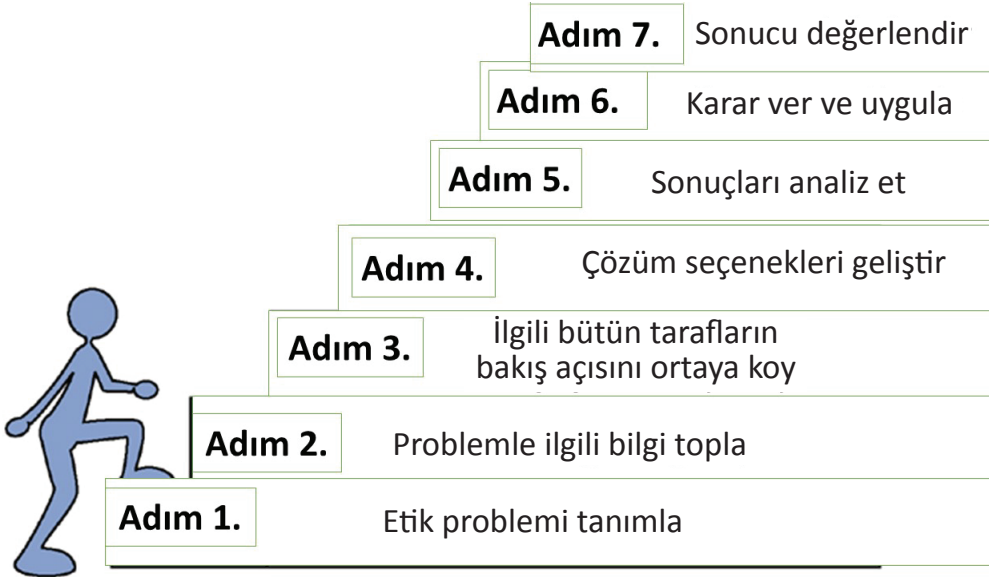 Adım 7. Sonucu değerlendir
Adım 6. Karar ver ve uygula
Adım 5. Sonuçları analiz et
Adım 4. Çözüm seçenekleri geliştir
Adım 3. İlgili bütün tarafların
bakış açısını ortaya koy
Adım 2. Problemle ilgili bilgi topla
Adım 1. Etik problemi tanımla